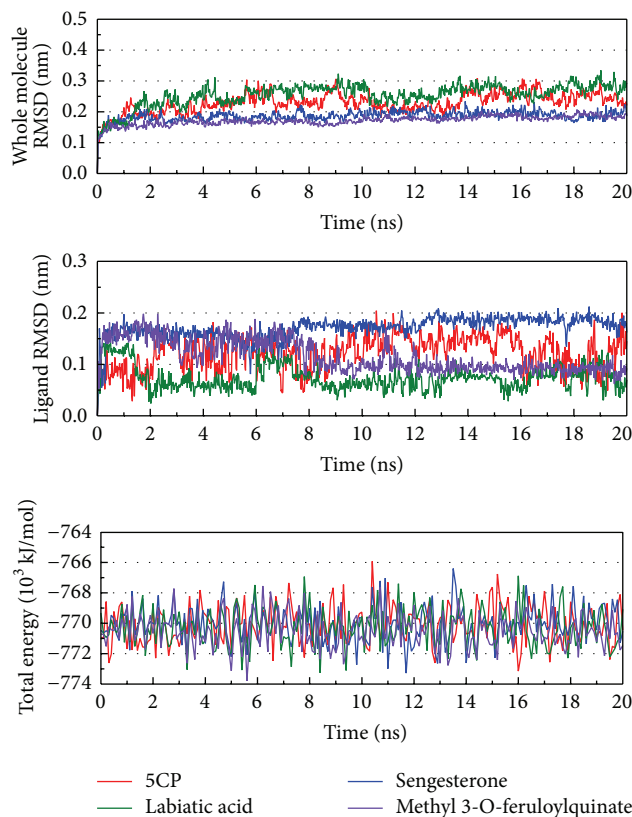 Whole molecule
RMSD (nm)
0.5
0.4
0.3
0.2
0.1
0.0
0 2 4 6 8 10 12 14 16 18 20
Time (ns)
Ligand RMSD (nm)
0.3
0.2
0.1
0.0
0 2 4 6 8 10 12 14 16 18 20
Time (ns)
Total energy (10³ kJ/mol)
−764
−766
−768
−770
−772
−774
0 2 4 6 8 10 12 14 16 18 20
Time (ns)
5CP
Labiatic acid
Sengesterone
Methyl 3-O-feruloylquinate